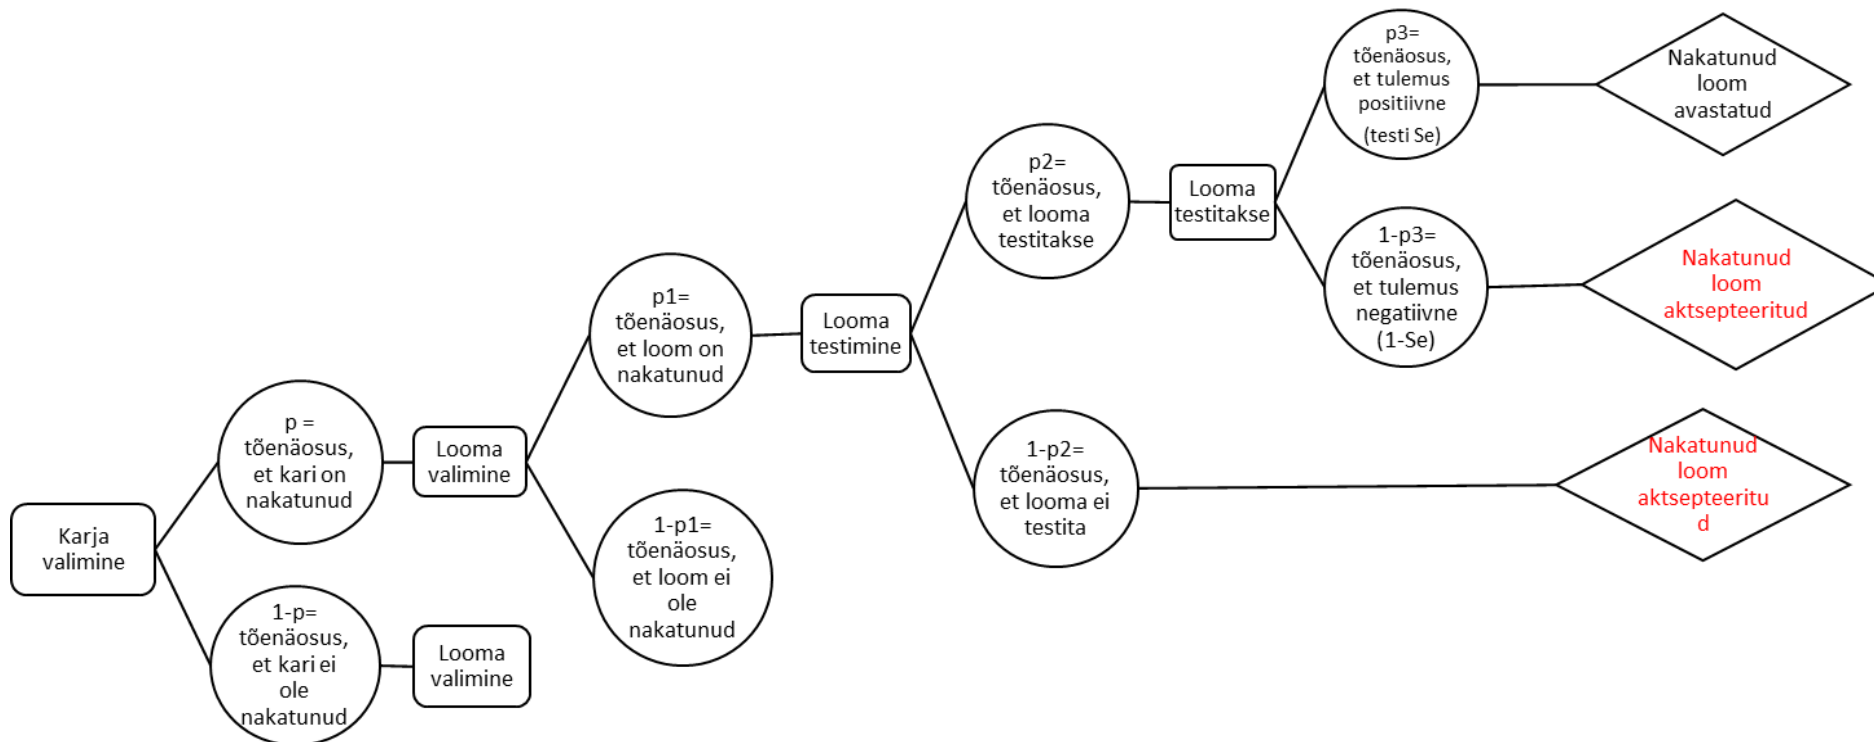 Karja
valimine
p =
tõenäosus,
et kari on
nakatunud
1-p=
tõenäosus,
et kari ei
ole
nakatunud
Looma
valimine
Looma
valimine
p1=
tõenäosus,
et loom on
nakatunud
1-p1=
tõenäosus,
et loom ei
ole
nakatunud
Looma
testimine
p2=
tõenäosus,
et looma
testitakse
1-p2=
tõenäosus,
et looma ei
testita
Looma
testitakse
p3=
tõenäosus,
et tulemus
positiivne
(testi Se)
1-p3=
tõenäosus,
et tulemus
negatiivne
(1-Se)
Nakatunud
loom
avastatud
Nakatunud
loom
aktsepteeritud
Nakatunud
loom
aktsepteeritu
d